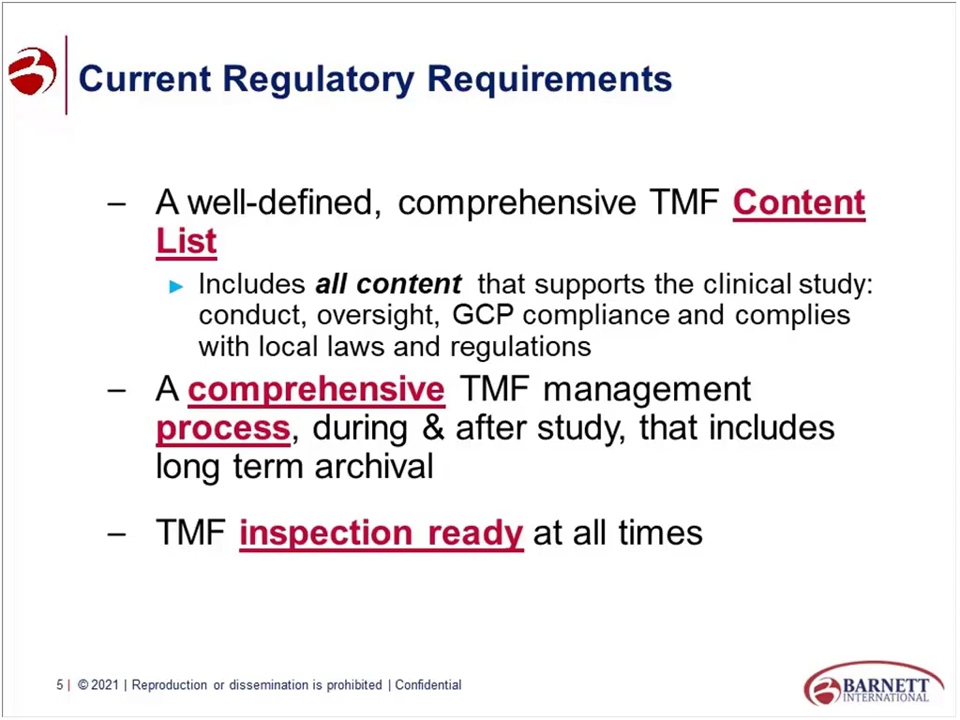 Current Regulatory Requirements
– A well-defined, comprehensive TMF Content
List
► Includes all content that supports the clinical study:
conduct, oversight, GCP compliance and complies
with local laws and regulations
– A comprehensive TMF management
process, during & after study, that includes
long term archival
– TMF inspection ready at all times
5 | © 2021 | Reproduction or dissemination is prohibited | Confidential
BARNETT
INTERNATIONAL